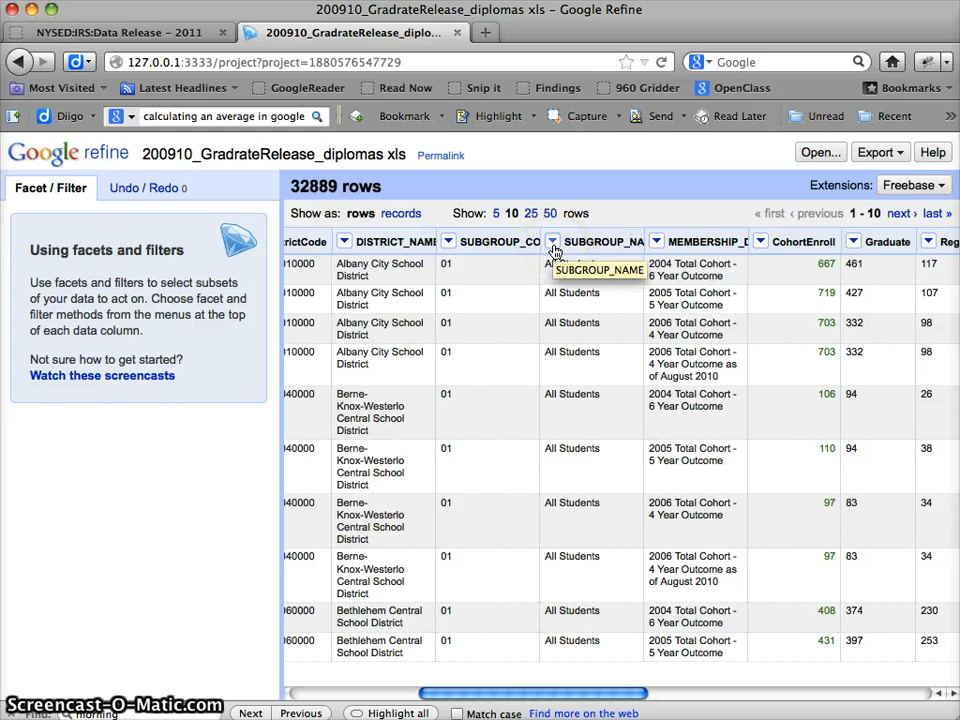 200910_GradrateRelease_diplomas xls - Google Refine
NYSED:IRS:Data Release - 2011
200910_GradrateRelease_diplo...
127.0.0.1:3333/project?project=1880576547729
Google
Most Visited
Latest Headlines
GoogleReader
Read Now
Snip it
Findings
960 Gridder
OpenClass
Bookmarks
Diigo
calculating an average in google
Bookmark
Highlight
Capture
Send
Read Later
Unread
Recent
Google refine
200910_GradrateRelease_diplomas xls
Permalink
Open...
Export
Help
Facet / Filter
Undo / Redo 0
32889 rows
Extensions:
Freebase
Show as: rows records
Show: 5 10 25 50 rows
« first ‹ previous 1 - 10 next › last »
Using facets and filters
Use facets and filters to select subsets
of your data to act on. Choose facet and
filter methods from the menus at the top
of each data column.
Not sure how to get started?
Watch these screencasts
trictCode DISTRICT_NAME SUBGROUP_CO SUBGROUP_NA MEMBERSHIP_D CohortEnroll Graduate Reg
SUBGROUP_NAME
10000 Albany City School District 01 2004 Total Cohort - 6 Year Outcome 667 461 117
10000 Albany City School District 01 All Students 2005 Total Cohort - 5 Year Outcome 719 427 107
10000 Albany City School District 01 All Students 2006 Total Cohort - 4 Year Outcome 703 332 98
10000 Albany City School District 01 All Students 2006 Total Cohort - 4 Year Outcome as of August 2010 703 332 98
40000 Berne-Knox-Westerlo Central School District 01 All Students 2004 Total Cohort - 6 Year Outcome 106 94 26
40000 Berne-Knox-Westerlo Central School District 01 All Students 2005 Total Cohort - 5 Year Outcome 110 94 38
40000 Berne-Knox-Westerlo Central School District 01 All Students 2006 Total Cohort - 4 Year Outcome 97 83 34
40000 Berne-Knox-Westerlo Central School District 01 All Students 2006 Total Cohort - 4 Year Outcome as of August 2010 97 83 34
60000 Bethlehem Central School District 01 All Students 2004 Total Cohort - 6 Year Outcome 408 374 230
60000 Bethlehem Central School District 01 All Students 2005 Total Cohort - 5 Year Outcome 431 397 253
Screencast-O-Matic.com
morning
Next
Previous
Highlight all
Match case
Find more on the web